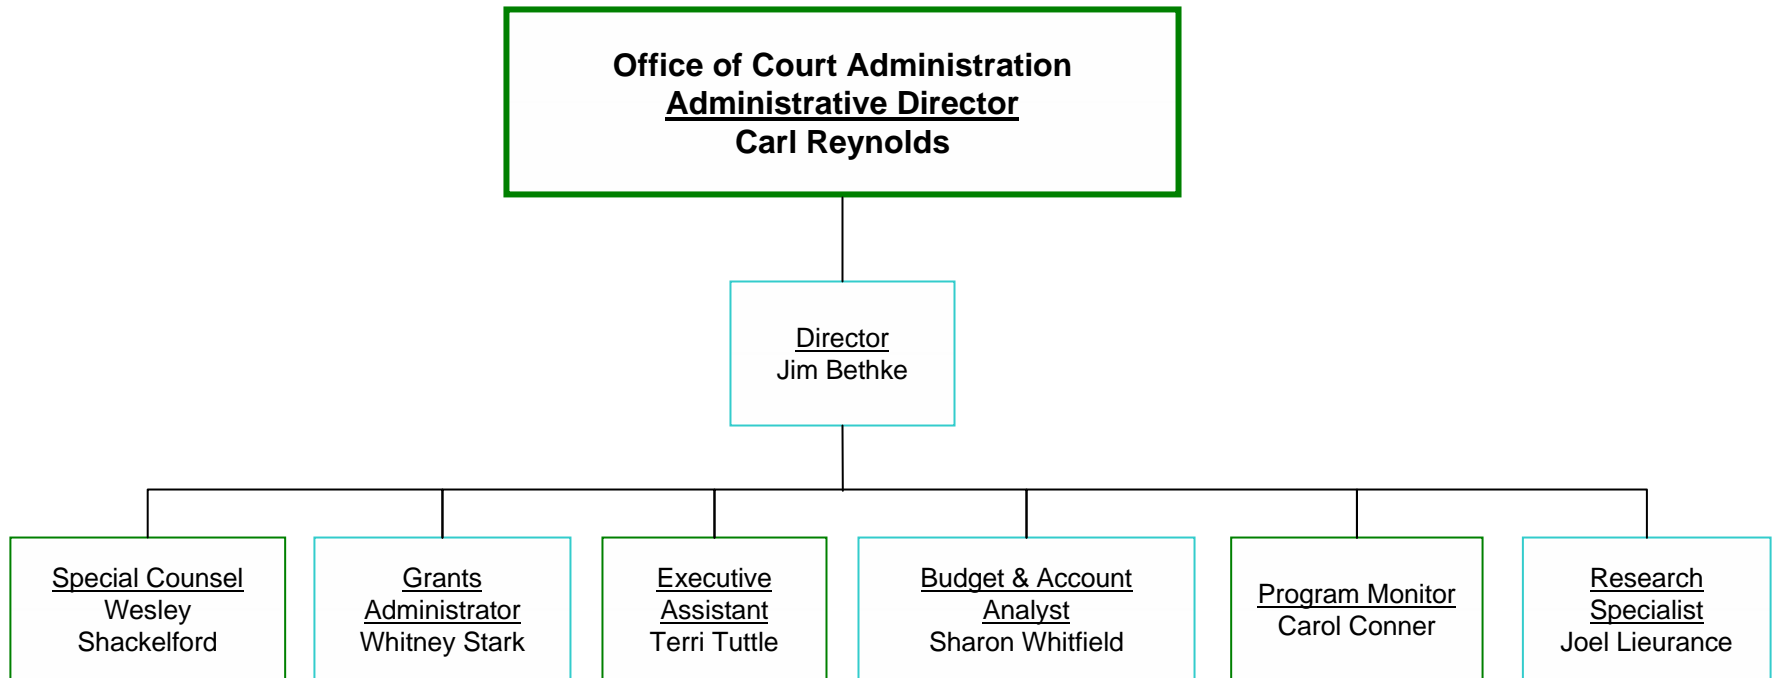 Office of Court Administration
Administrative Director
Carl Reynolds
Director
Jim Bethke
Special Counsel
Wesley
Shackelford
Grants
Administrator
Whitney Stark
Executive
Assistant
Terri Tuttle
Budget & Account
Analyst
Sharon Whitfield
Program Monitor
Carol Conner
Research
Specialist
Joel Lieurance